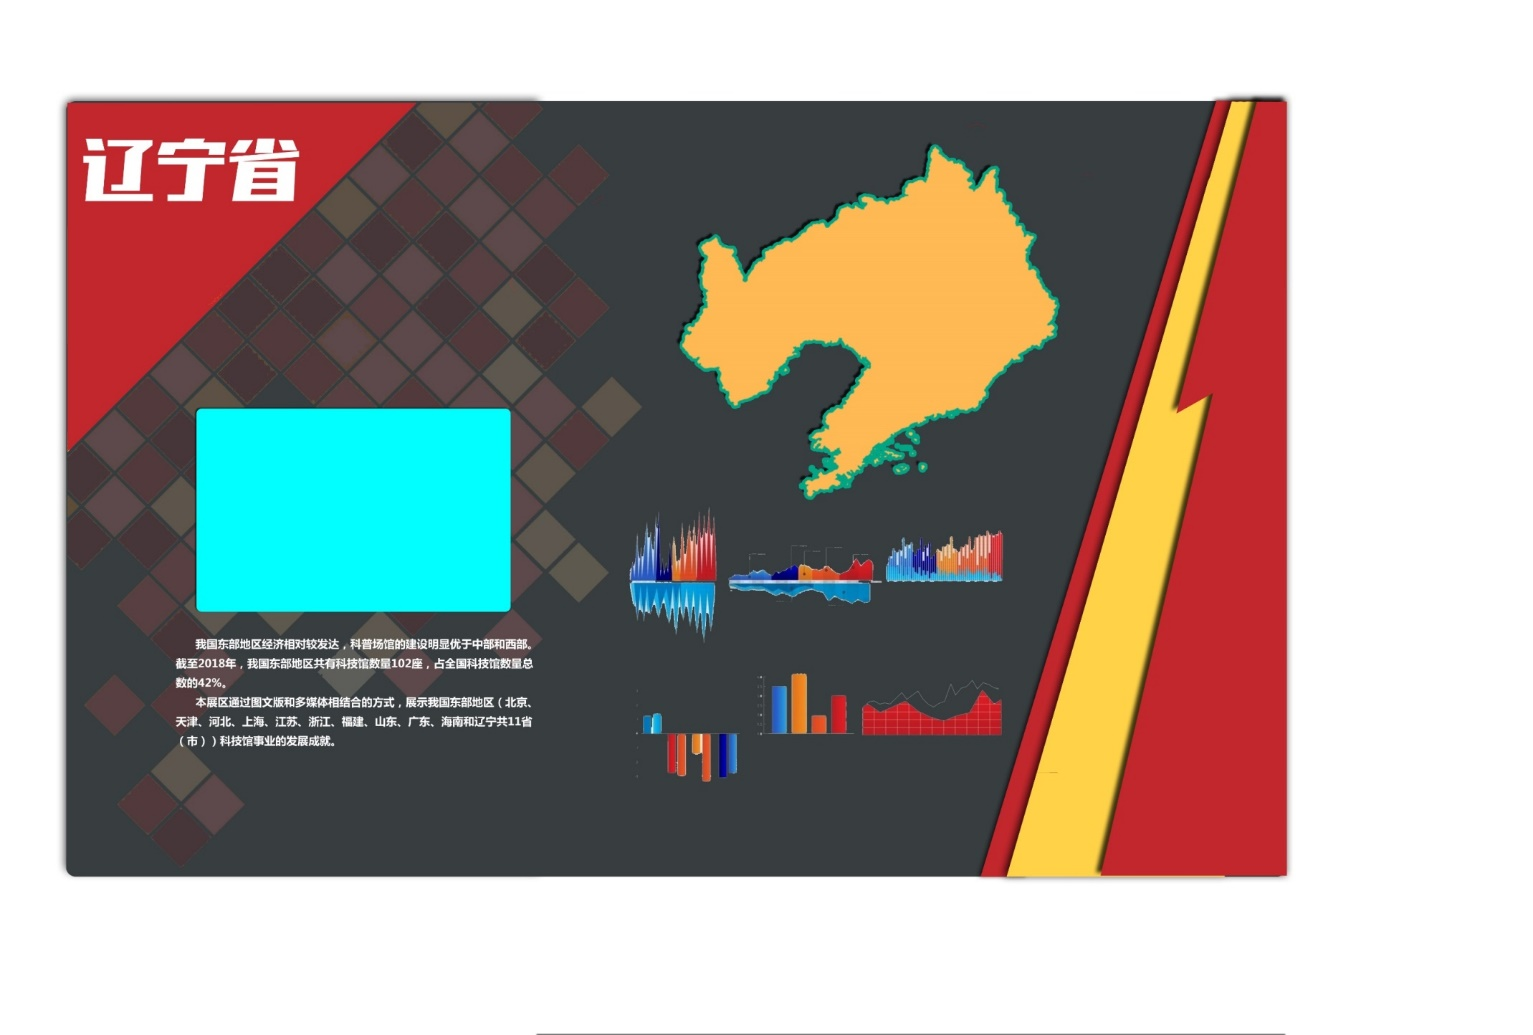 辽宁省
我国东部地区经济相对较发达，科普场馆的建设明显优于中部和西部。
截至2018年，我国东部地区共有科技馆数量102座，占全国科技馆数量总
数的42%。
本展区通过图文版和多媒体相结合的方式，展示我国东部地区（北京、
天津、河北、上海、江苏、浙江、福建、山东、广东、海南和辽宁共11省
（市））科技馆事业的发展成就。